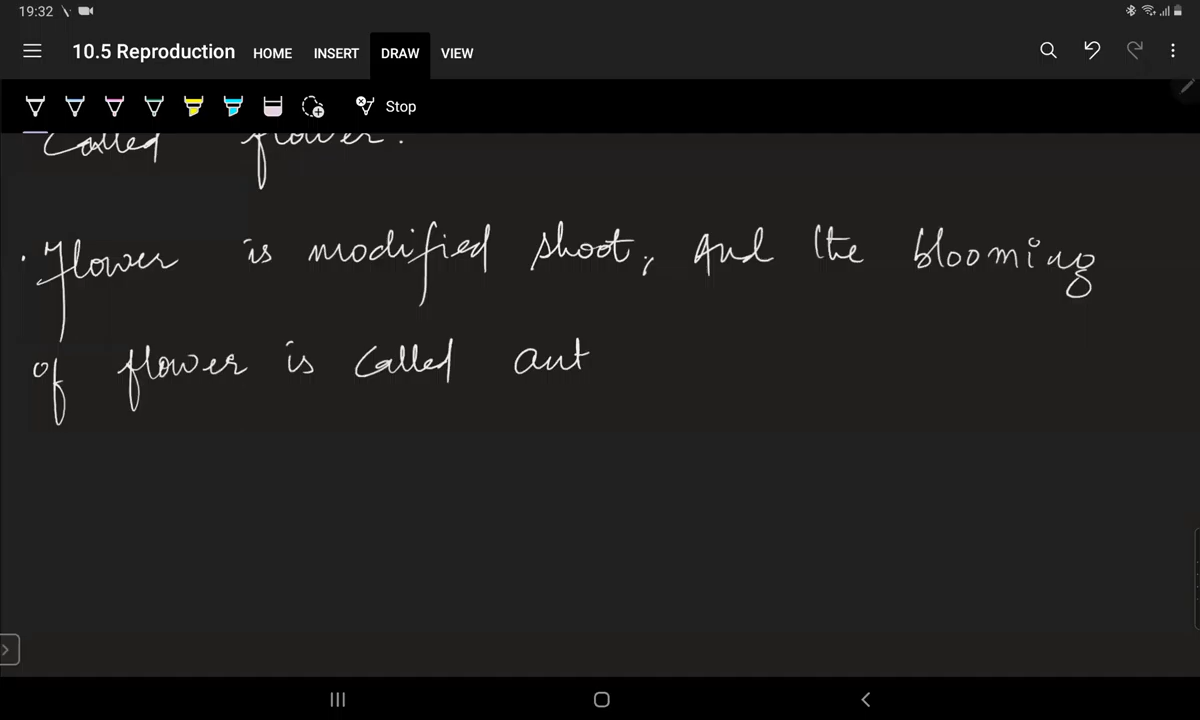 19:32
10.5 Reproduction HOME INSERT DRAW VIEW
Stop
Called flower.
. Flower is modified shoot, And the blooming
of flower is called ant